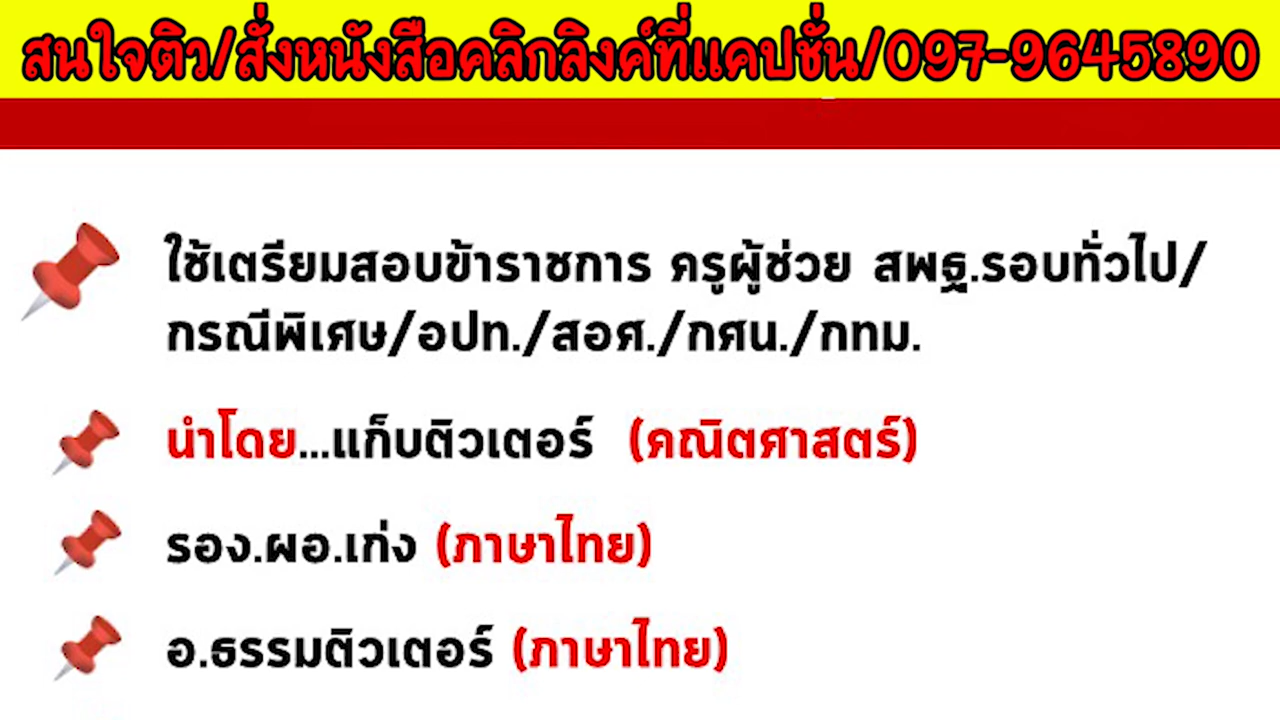 สนใจติว/สั่งหนังสือคลิกลิงค์ที่แคปชั่น/097-9645890
ใช้เตรียมสอบข้าราชการ ครูผู้ช่วย สพฐ.รอบทั่วไป/
กรณีพิเศษ/อปท./สอศ./กศน./กทม.
นำโดย...แก็บติวเตอร์ (คณิตศาสตร์)
รอง.ผอ.เก่ง (ภาษาไทย)
อ.ธรรมติวเตอร์ (ภาษาไทย)